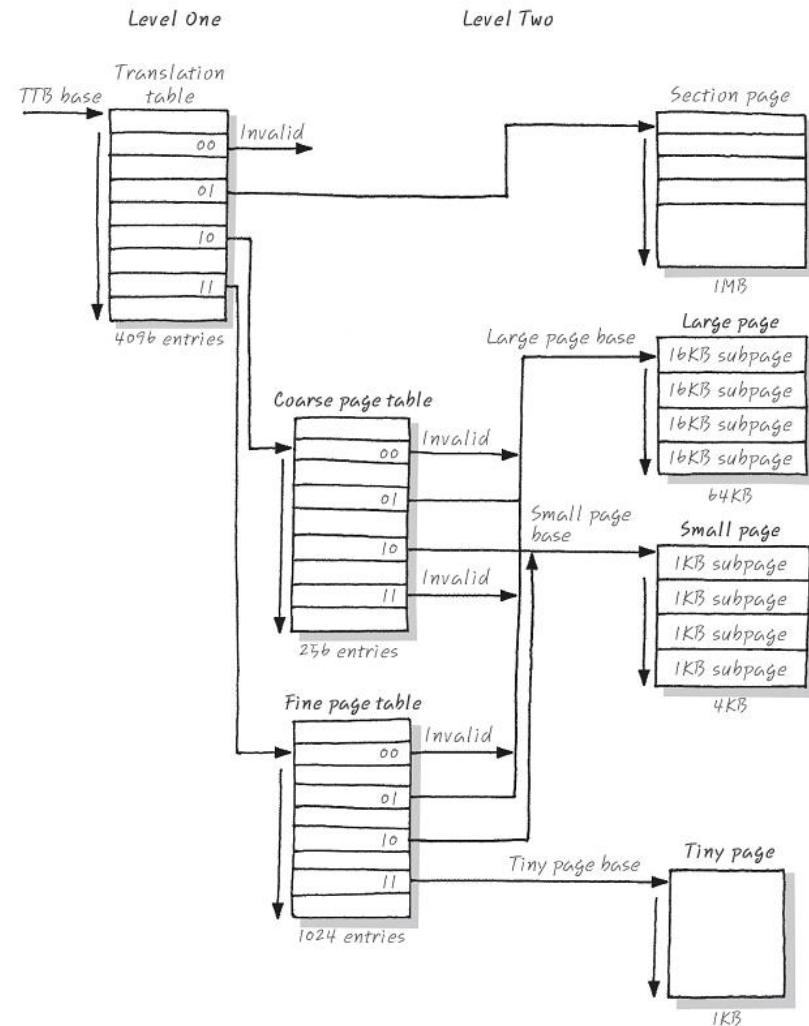 Level One
Level Two
Translation
table
TTB base
00
Invalid
01
10
11
4096 entries
Section page
1MB
Coarse page table
00
Invalid
01
10
11
Invalid
256 entries
Large page base
Large page
16KB subpage
16KB subpage
16KB subpage
16KB subpage
64KB
Small page
base
Small page
1KB subpage
1KB subpage
1KB subpage
1KB subpage
4KB
Fine page table
00
Invalid
01
10
11
1024 entries
Tiny page base
Tiny page
1KB